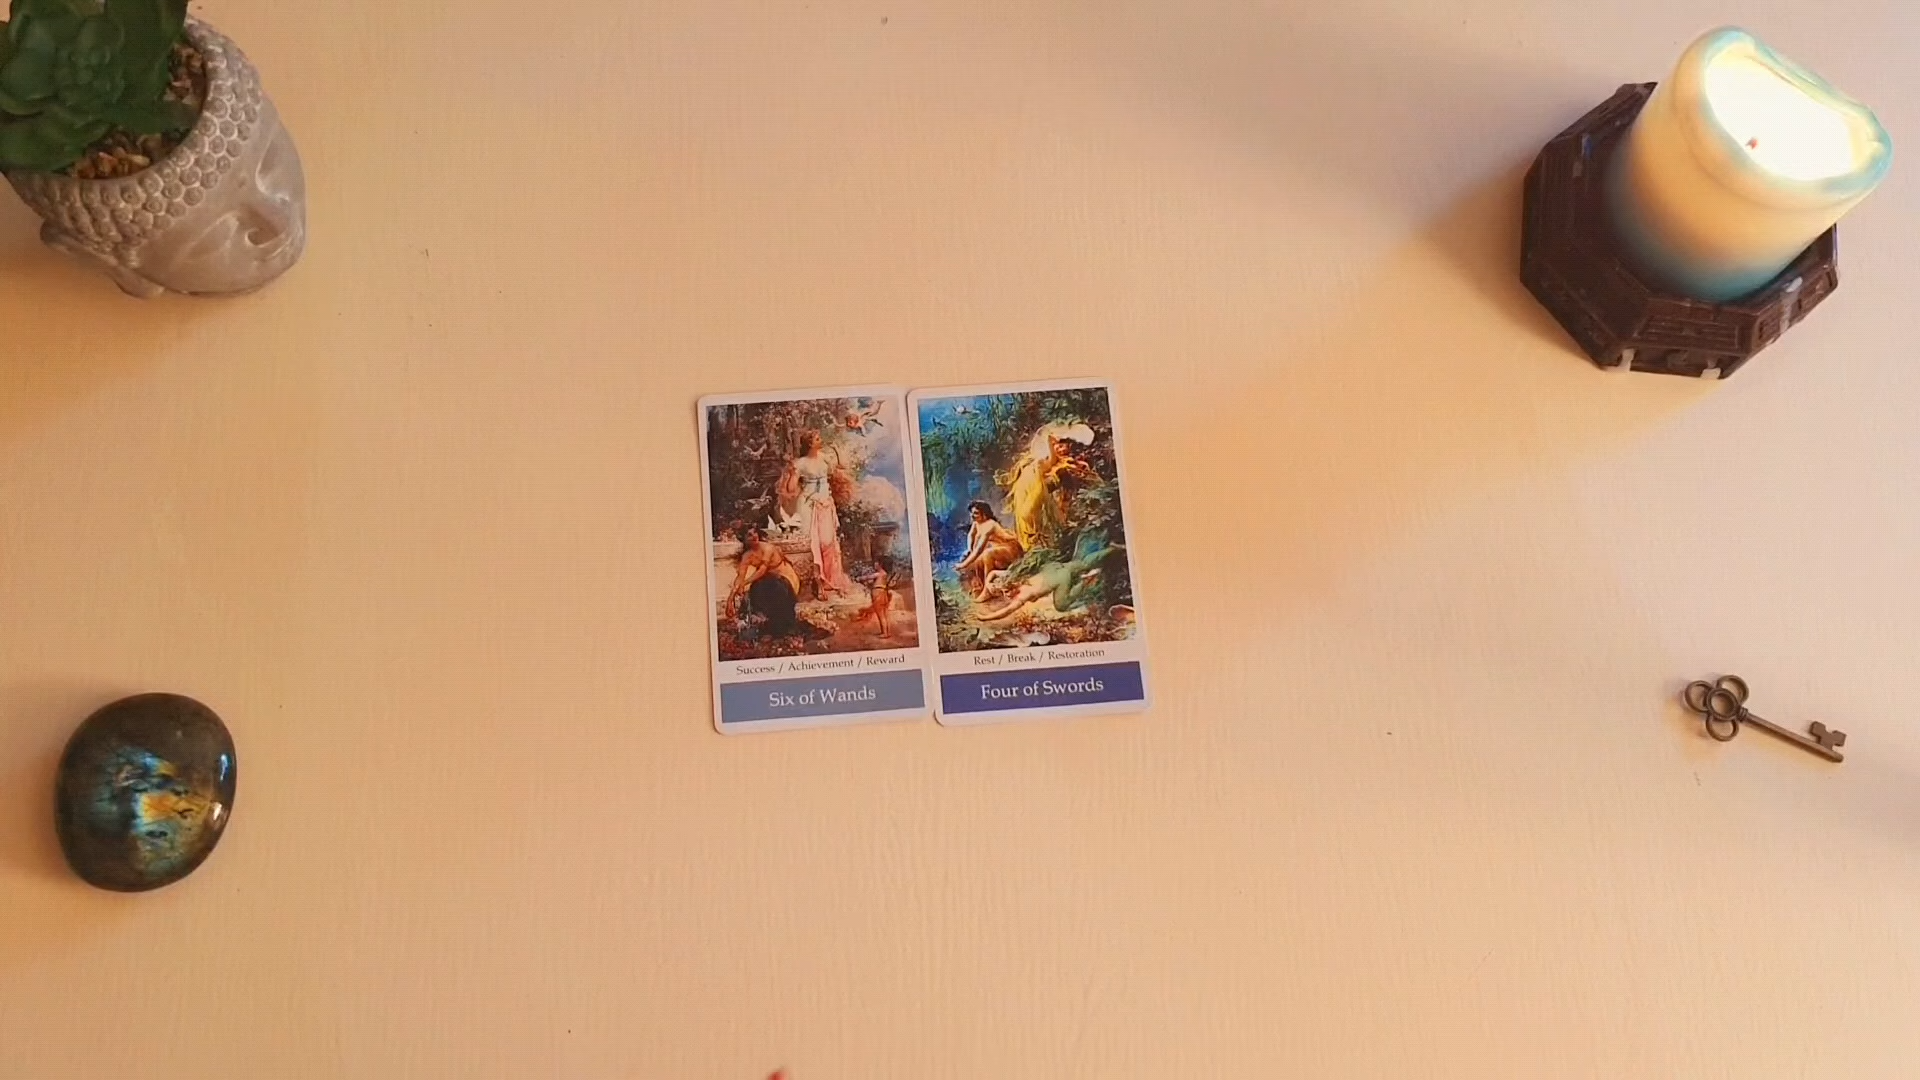 Success / Achievement / Reward
Six of Wands
Rest / Break / Restoration
Four of Swords